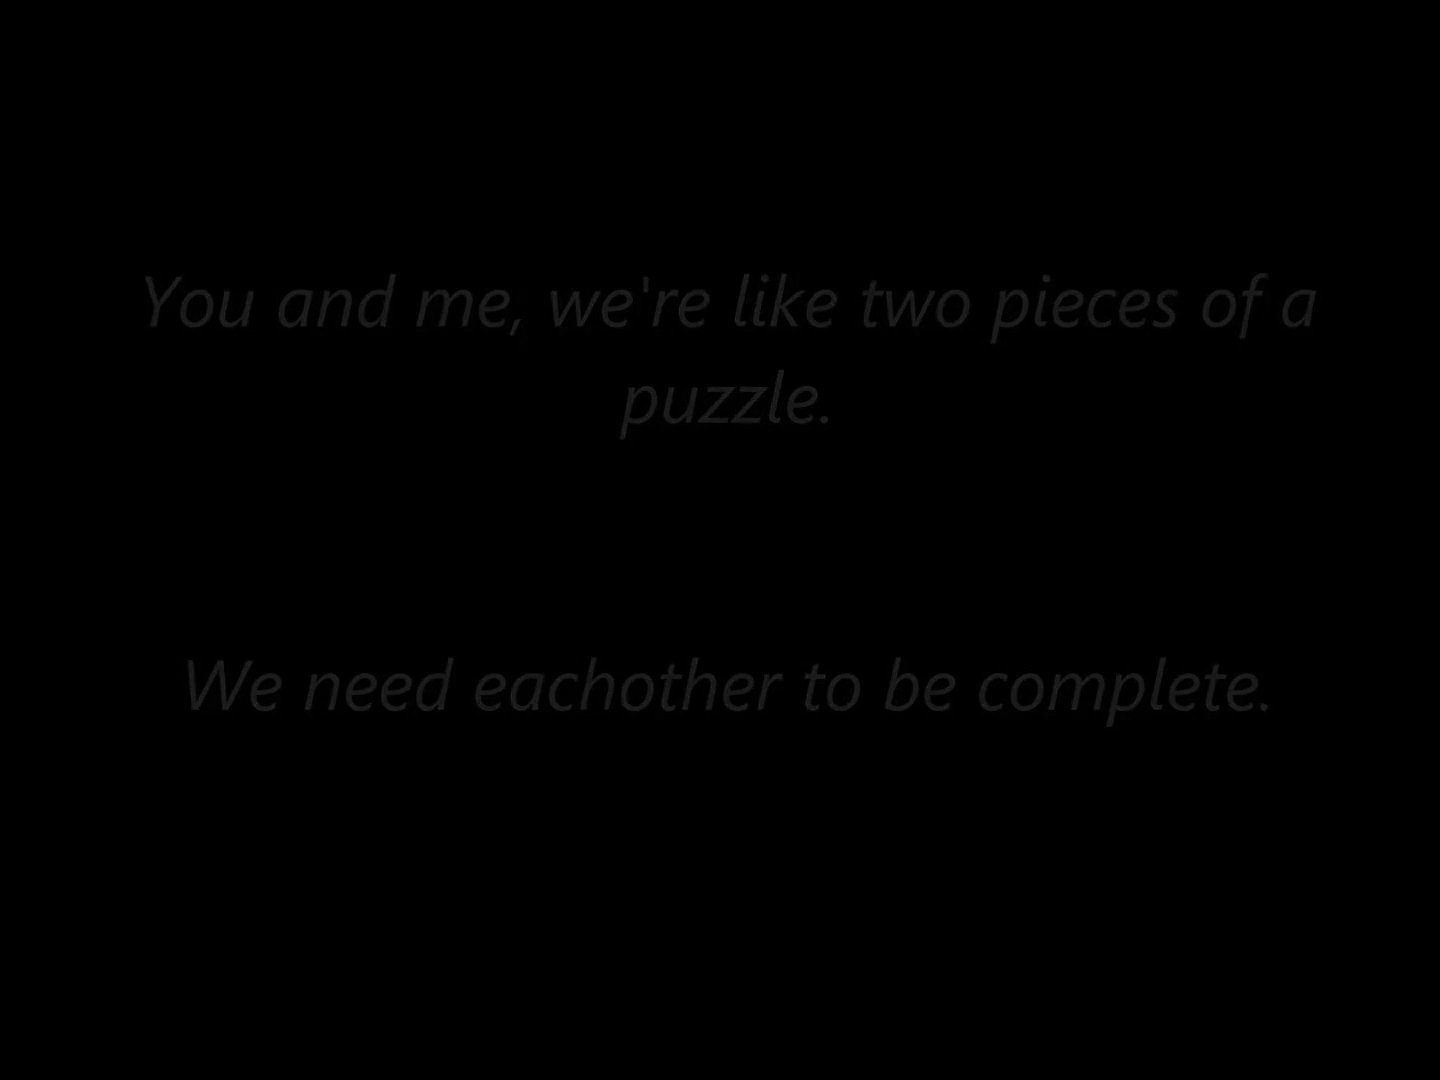 You and me, we're like two pieces of a
puzzle.
We need eachother to be complete.